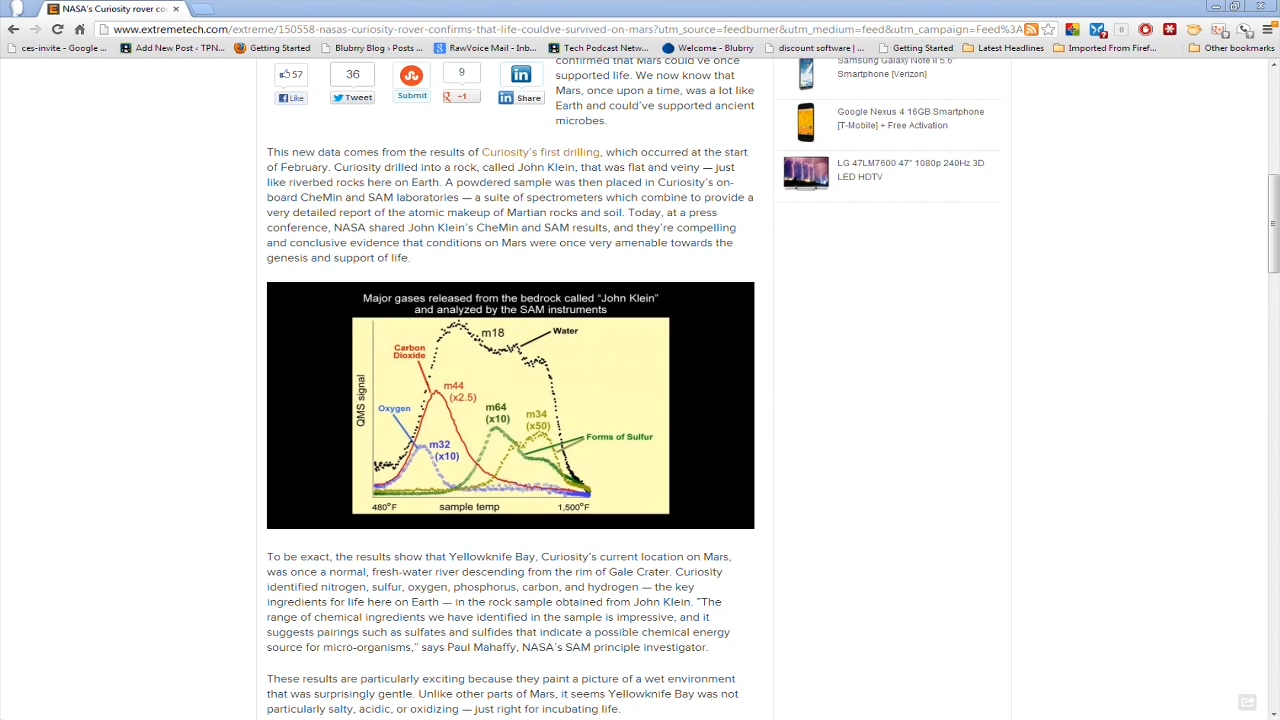 NASA's Curiosity rover co
www.extremetech.com/extreme/150558-nasas-curiosity-rover-confirms-that-life-couldve-survived-on-mars?utm_source=feedburner&utm_medium=feed&utm_campaign=Feed%3A
ces-invite - Google ...
Add New Post ‹ TPN...
Getting Started
Blubrry Blog › Posts ...
RawVoice Mail - Inb...
Tech Podcast Netw...
Welcome - Blubrry
discount software | ...
Getting Started
Latest Headlines
Imported From Firef...
Other bookmarks
57
Like
36
Tweet
Submit
9
+1
Share
confirmed that Mars could've once
supported life. We now know that
Mars, once upon a time, was a lot like
Earth and could've supported ancient
microbes.
Samsung Galaxy Note II 5.6"
Smartphone [Verizon]
Google Nexus 4 16GB Smartphone
[T-Mobile] + Free Activation
LG 47LM7600 47" 1080p 240Hz 3D
LED HDTV
This new data comes from the results of Curiosity's first drilling, which occurred at the start
of February. Curiosity drilled into a rock, called John Klein, that was flat and veiny — just
like riverbed rocks here on Earth. A powdered sample was then placed in Curiosity's on-
board CheMin and SAM laboratories — a suite of spectrometers which combine to provide a
very detailed report of the atomic makeup of Martian rocks and soil. Today, at a press
conference, NASA shared John Klein's CheMin and SAM results, and they're compelling
and conclusive evidence that conditions on Mars were once very amenable towards the
genesis and support of life.
Major gases released from the bedrock called "John Klein"
and analyzed by the SAM instruments
QMS signal
Carbon
Dioxide
m18
Water
m44
(x2.5)
Oxygen
m32
(x10)
m64
(x10)
m34
(x50)
Forms of Sulfur
480°F
sample temp
1,500°F
To be exact, the results show that Yellowknife Bay, Curiosity's current location on Mars,
was once a normal, fresh-water river descending from the rim of Gale Crater. Curiosity
identified nitrogen, sulfur, oxygen, phosphorus, carbon, and hydrogen — the key
ingredients for life here on Earth — in the rock sample obtained from John Klein. "The
range of chemical ingredients we have identified in the sample is impressive, and it
suggests pairings such as sulfates and sulfides that indicate a possible chemical energy
source for micro-organisms," says Paul Mahaffy, NASA's SAM principle investigator.
These results are particularly exciting because they paint a picture of a wet environment
that was surprisingly gentle. Unlike other parts of Mars, it seems Yellowknife Bay was not
particularly salty, acidic, or oxidizing — just right for incubating life.